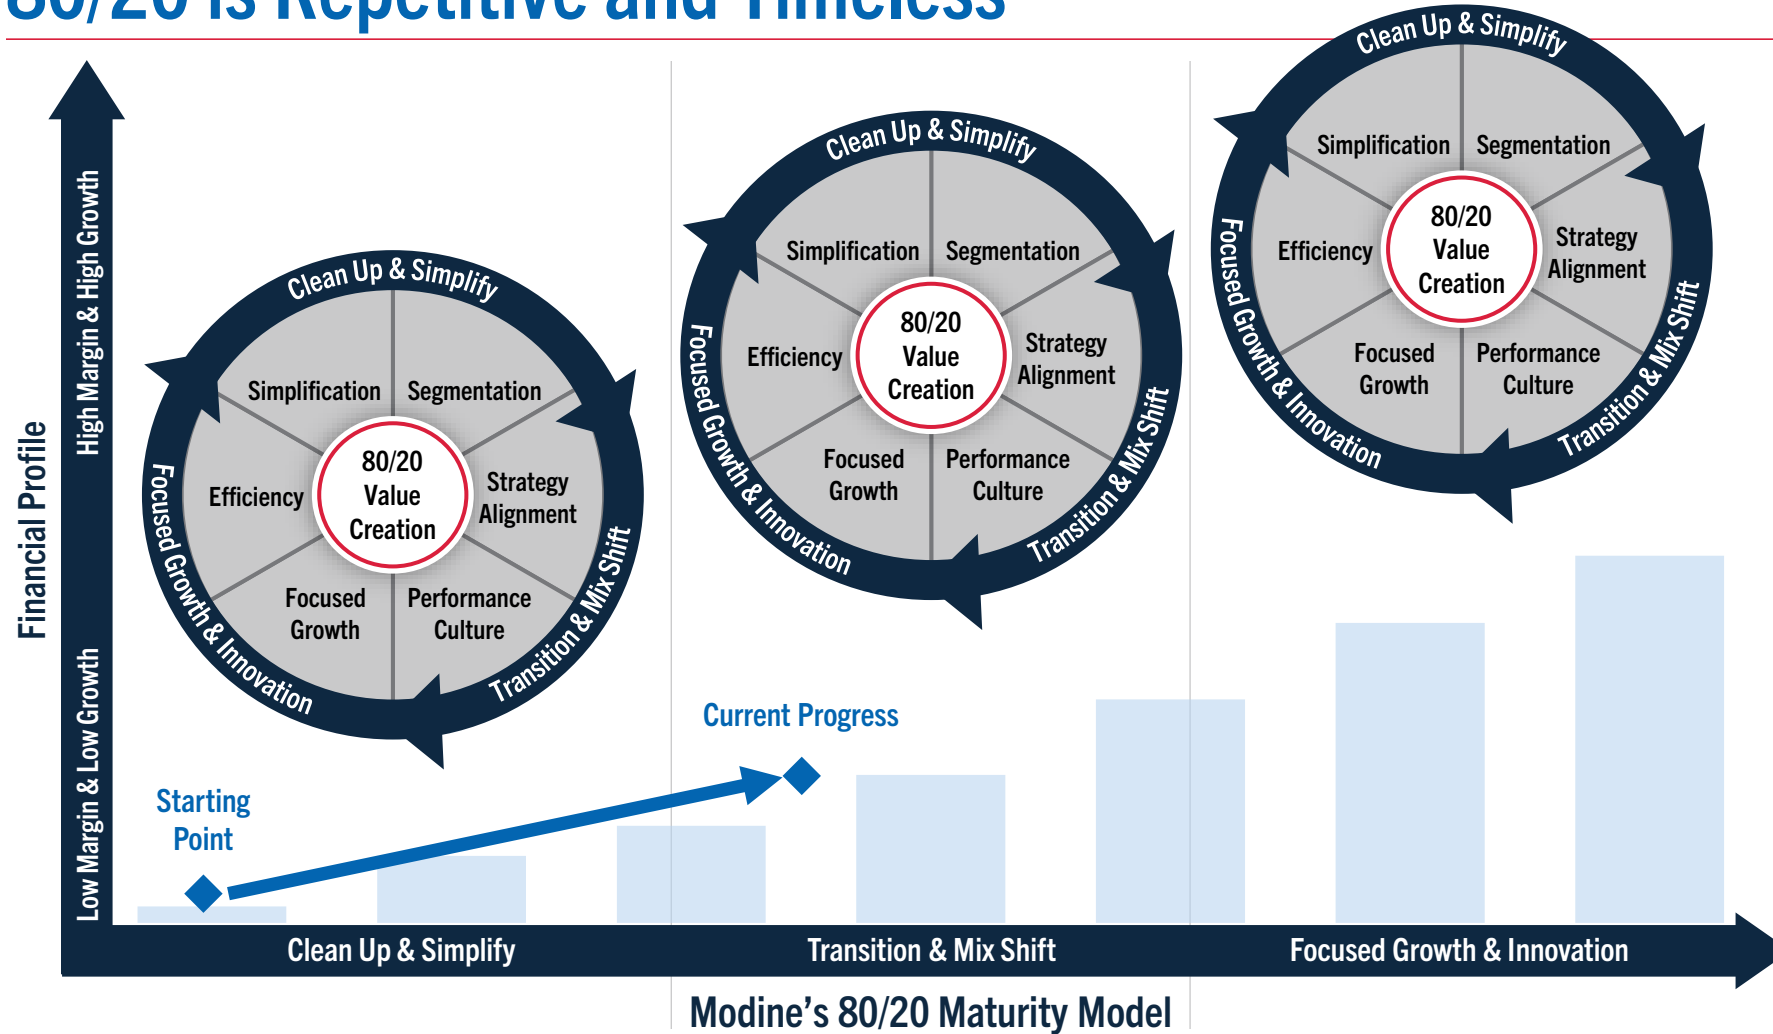 80/20 is Repetitive and Timeless
Financial Profile
High Margin & High Growth
Low Margin & Low Growth
Clean Up & Simplify
Transition & Mix Shift
Focused Growth & Innovation
Simplification
Segmentation
Efficiency
Strategy
Alignment
Focused
Growth
Performance
Culture
80/20
Value
Creation
Clean Up & Simplify
Transition & Mix Shift
Focused Growth & Innovation
Simplification
Segmentation
Efficiency
Strategy
Alignment
Focused
Growth
Performance
Culture
80/20
Value
Creation
Clean Up & Simplify
Transition & Mix Shift
Focused Growth & Innovation
Simplification
Segmentation
Efficiency
Strategy
Alignment
Focused
Growth
Performance
Culture
80/20
Value
Creation
Starting
Point
Current Progress
Clean Up & Simplify
Transition & Mix Shift
Focused Growth & Innovation
Modine’s 80/20 Maturity Model